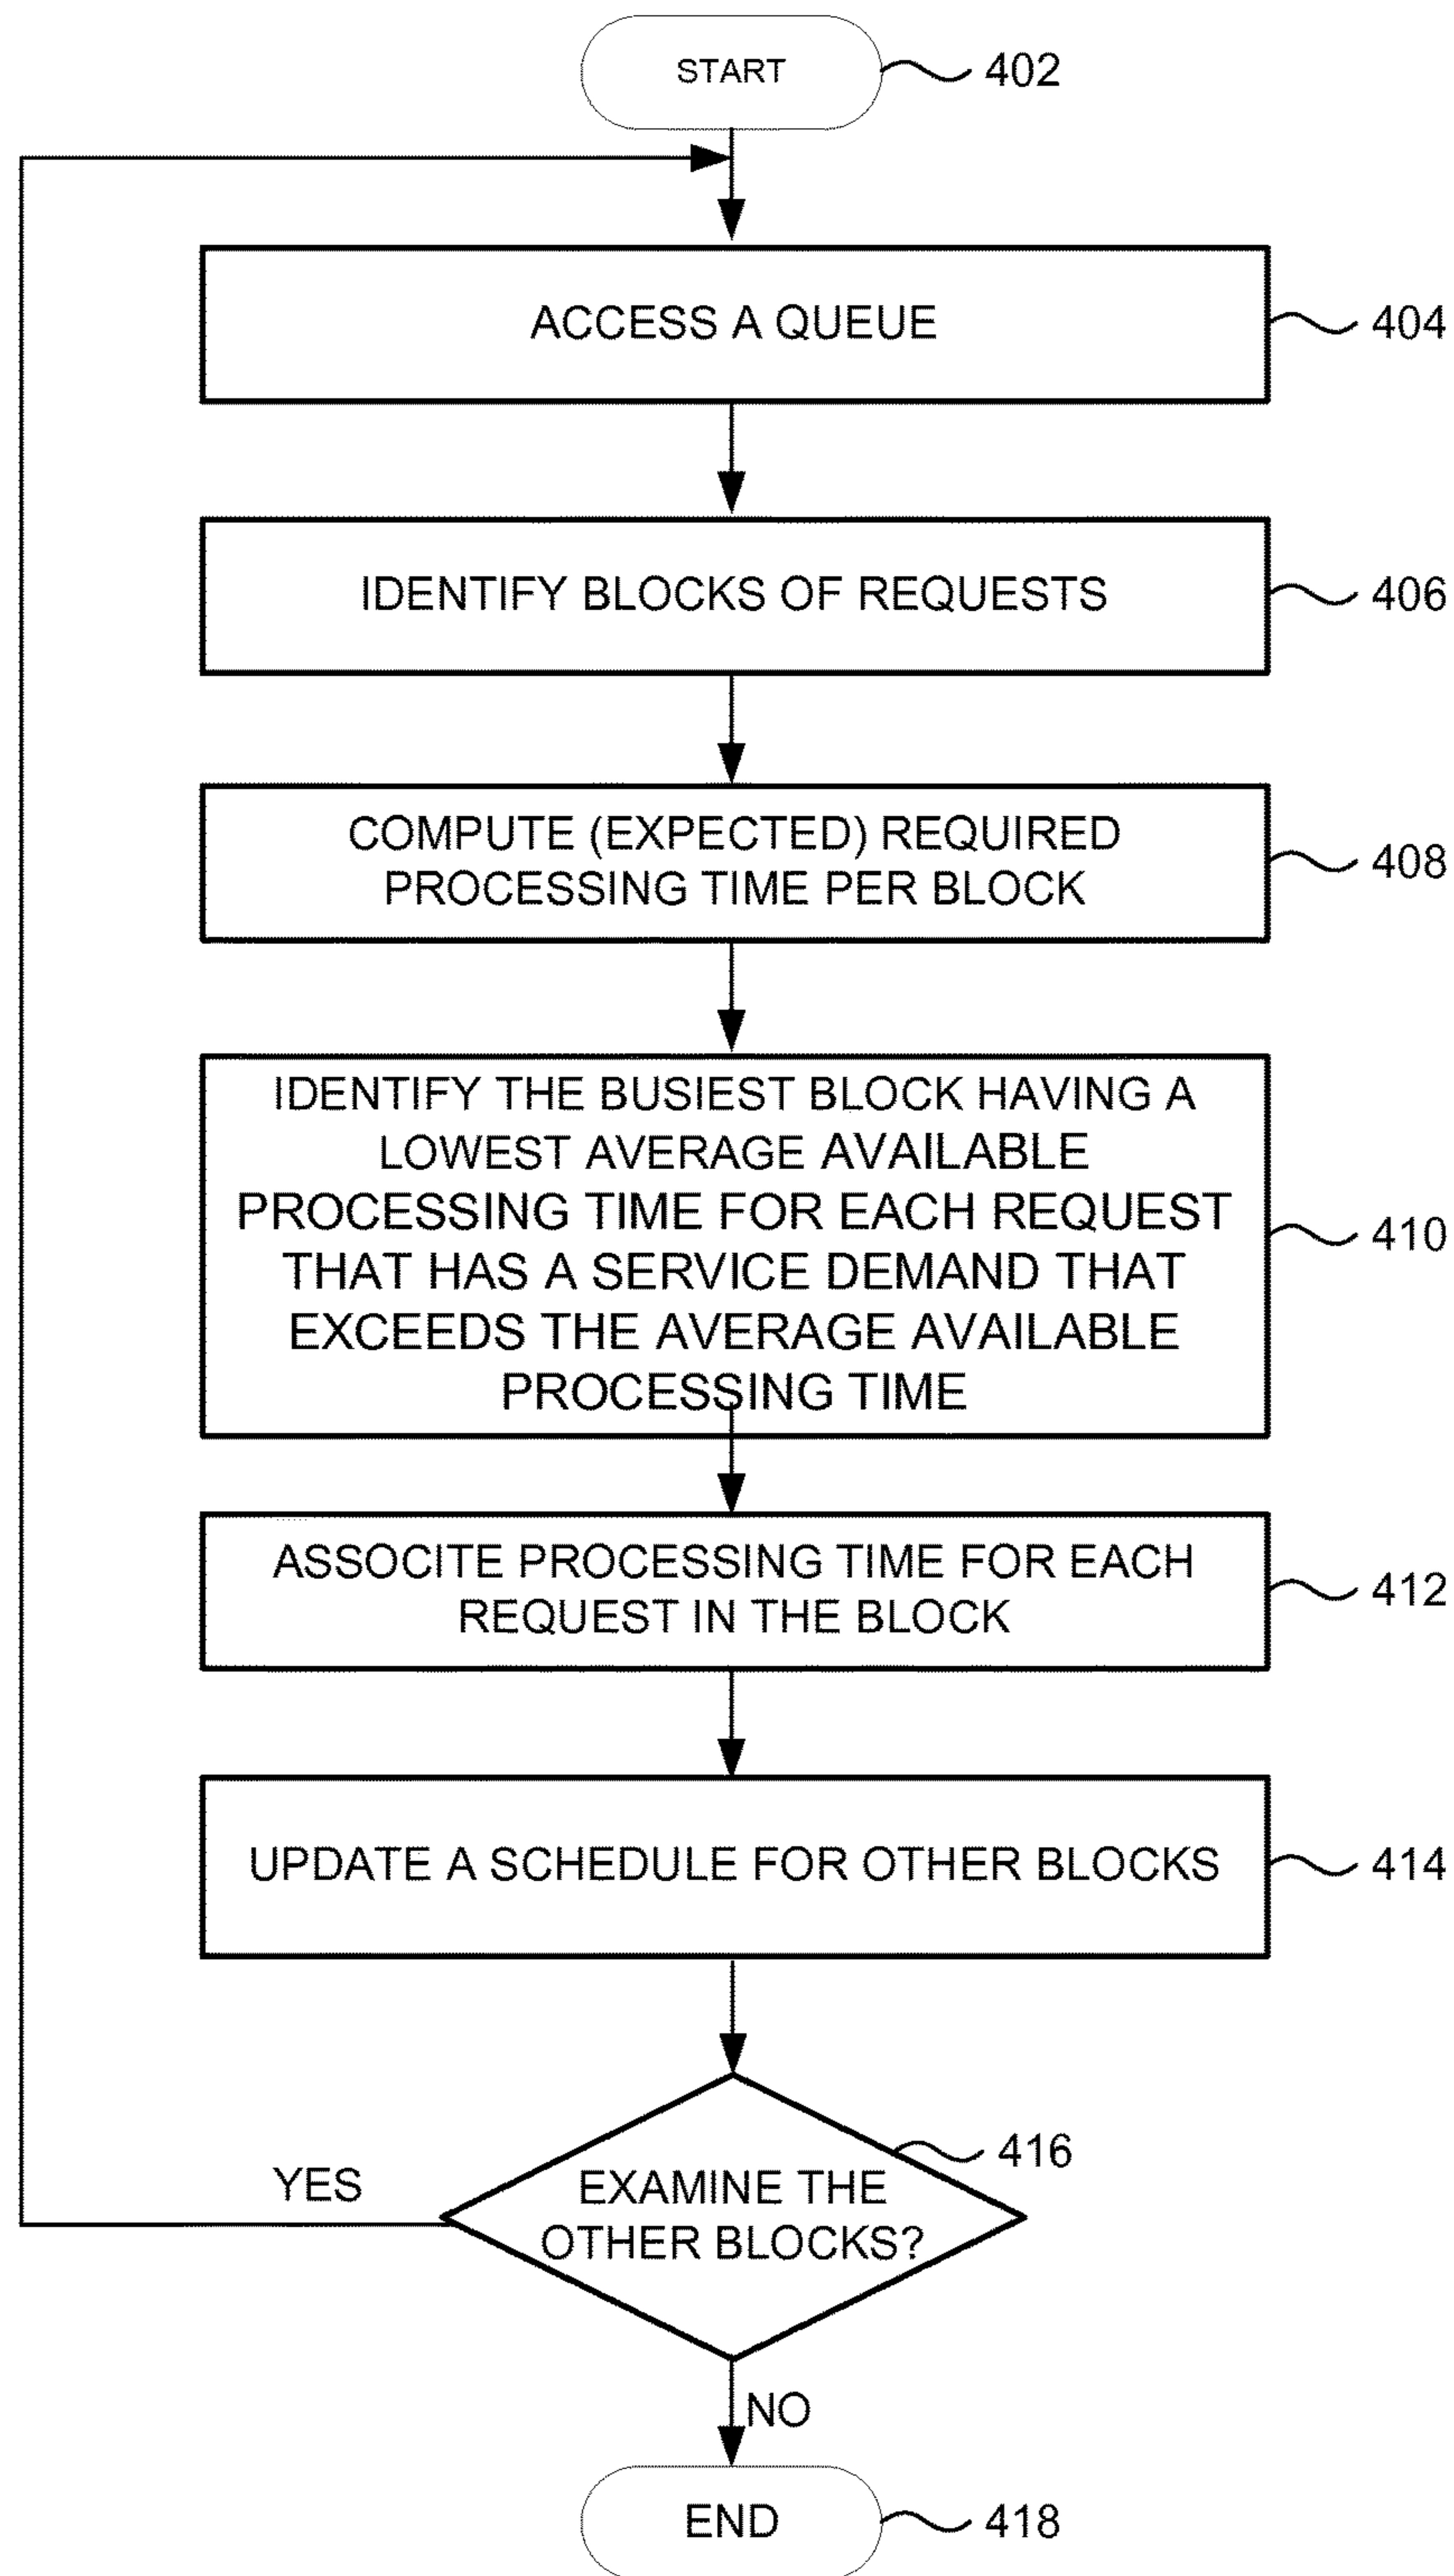 START
402
ACCESS A QUEUE
404
IDENTIFY BLOCKS OF REQUESTS
406
COMPUTE (EXPECTED) REQUIRED
PROCESSING TIME PER BLOCK
408
IDENTIFY THE BUSIEST BLOCK HAVING A
LOWEST AVERAGE AVAILABLE
PROCESSING TIME FOR EACH REQUEST
THAT HAS A SERVICE DEMAND THAT
EXCEEDS THE AVERAGE AVAILABLE
PROCESSING TIME
410
ASSOCITE PROCESSING TIME FOR EACH
REQUEST IN THE BLOCK
412
UPDATE A SCHEDULE FOR OTHER BLOCKS
414
416
YES
EXAMINE THE
OTHER BLOCKS?
NO
END
418